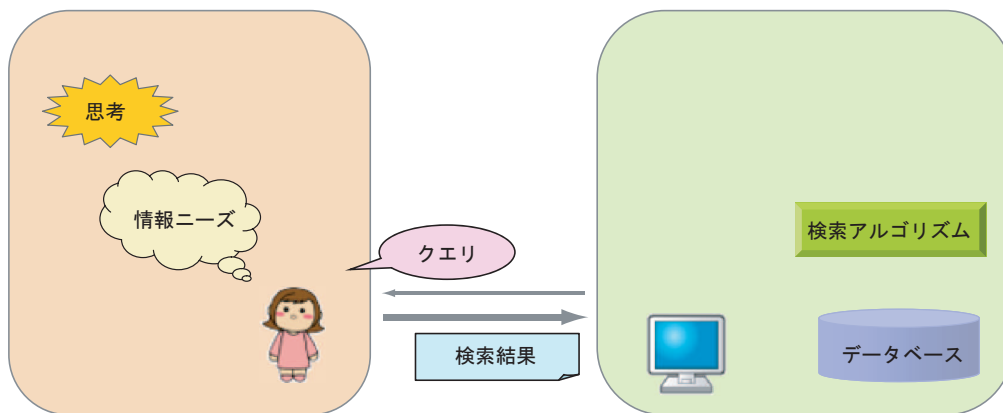 思考
情報ニーズ
クエリ
検索アルゴリズム
検索結果
データベース